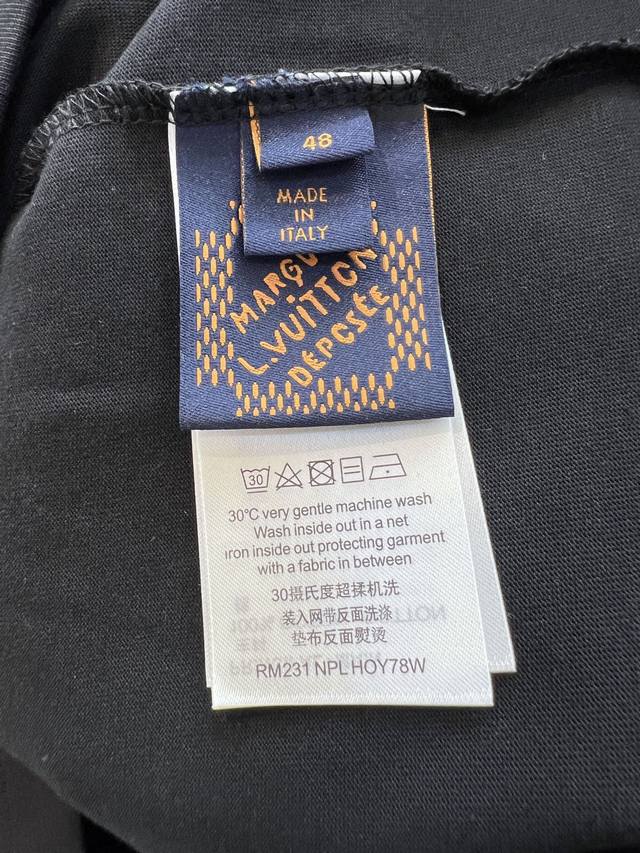 48
MADE
IN
ITALY
L.VUITTON
DÉPOSÉE
30
30°C very gentle machine wash
Wash inside out in a net
iron inside out protecting garment
with a fabric in between
30摄氏度超揉机洗
装入网带反面洗涤
垫布反面熨烫
RM231 NPL HOY78W